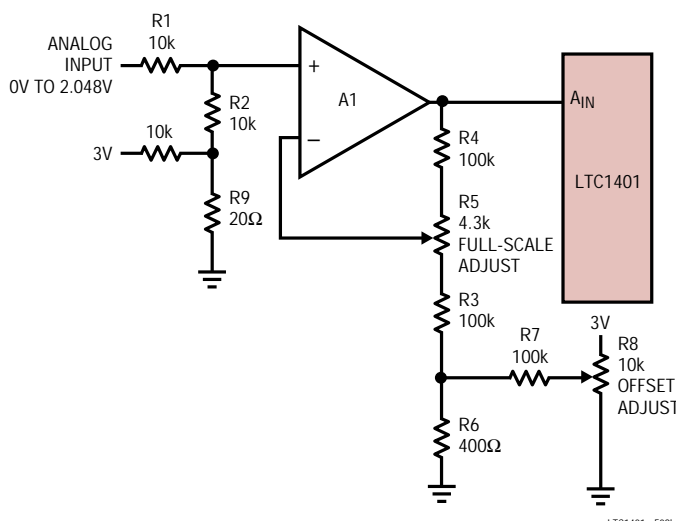 R1
10k
ANALOG
INPUT
0V TO 2.048V
R2
10k
10k
3V
R9
20Ω
+
−
A1
R4
100k
R5
4.3k
FULL-SCALE
ADJUST
R3
100k
AIN
LTC1401
R7
100k
3V
R8
10k
OFFSET
ADJUST
R6
400Ω